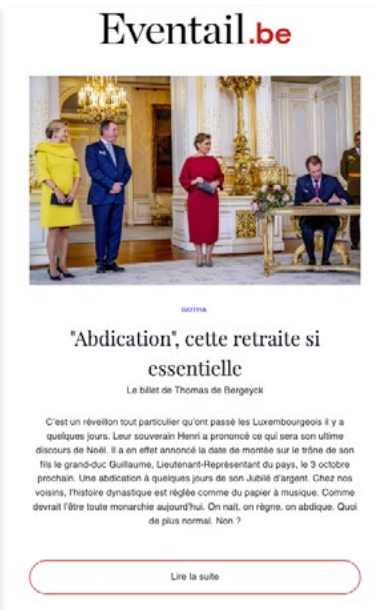 Eventail.be
GOTHA
"Abdication", cette retraite si
essentielle
Le billet de Thomas de Bergeyck
C'est un réveillon tout particulier qu'ont passé les Luxembourgeois il y a
quelques jours. Leur souverain Henri a prononcé ce qui sera son ultime
discours de Noël. Il a en effet annoncé la date de montée sur le trône de son
fils le grand-duc Guillaume, Lieutenant-Représentant du pays, le 3 octobre
prochain. Une abdication à quelques jours de son Jubilé d'argent. Chez nos
voisins, l'histoire dynastique est réglée comme du papier à musique. Comme
devrait l'être toute monarchie aujourd'hui. On nait, on règne, on abdique. Quoi
de plus normal. Non ?
Lire la suite